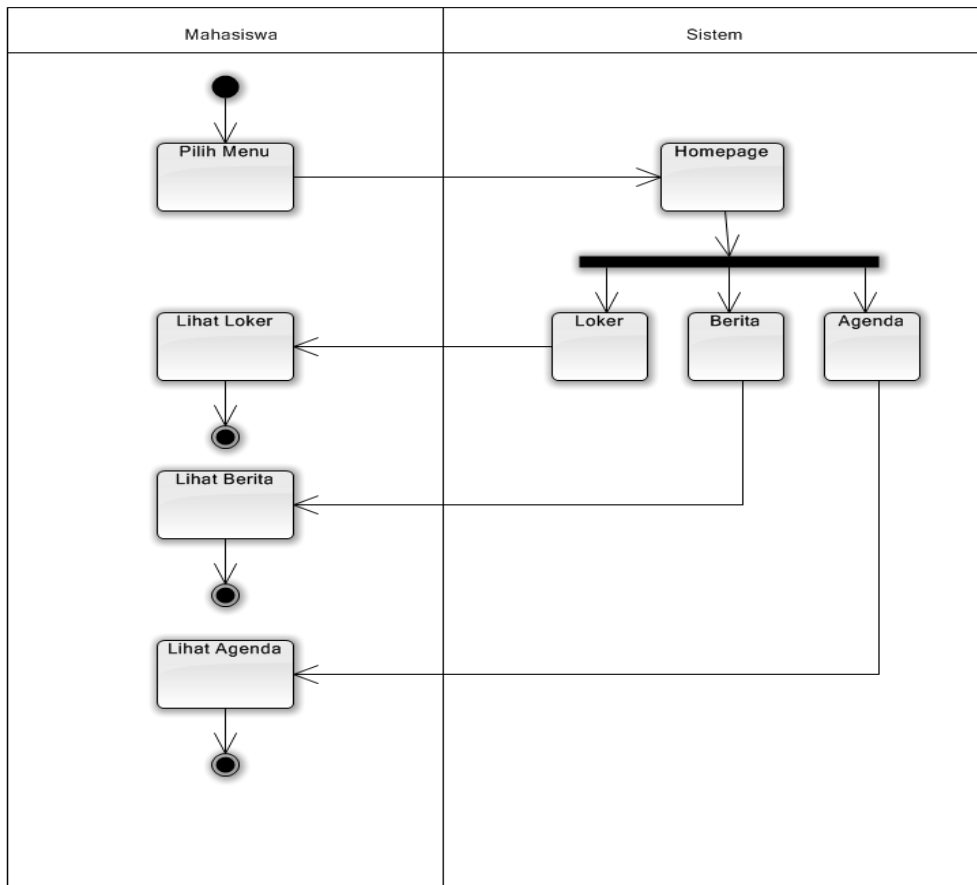 Mahasiswa
Sistem
Pilih Menu
Homepage
Lihat Loker
Loker
Berita
Agenda
Lihat Berita
Lihat Agenda